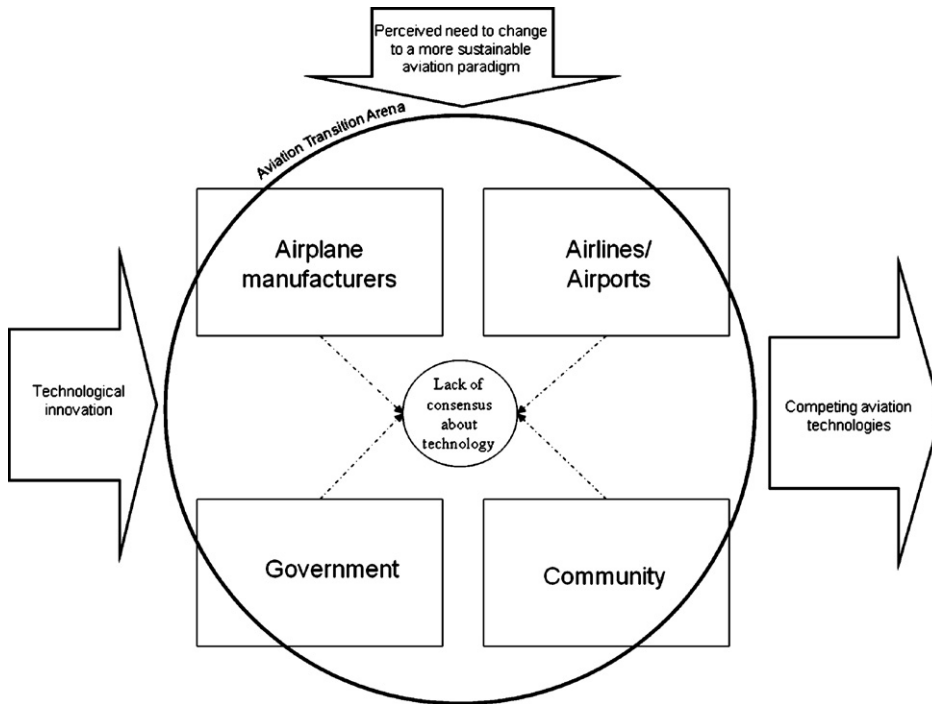 Perceived need to change
to a more sustainable
aviation paradigm
Aviation Transition Arena
Airplane
manufacturers
Airlines/
Airports
Technological
innovation
Lack of
consensus
about
technology
Competing aviation
technologies
Government
Community